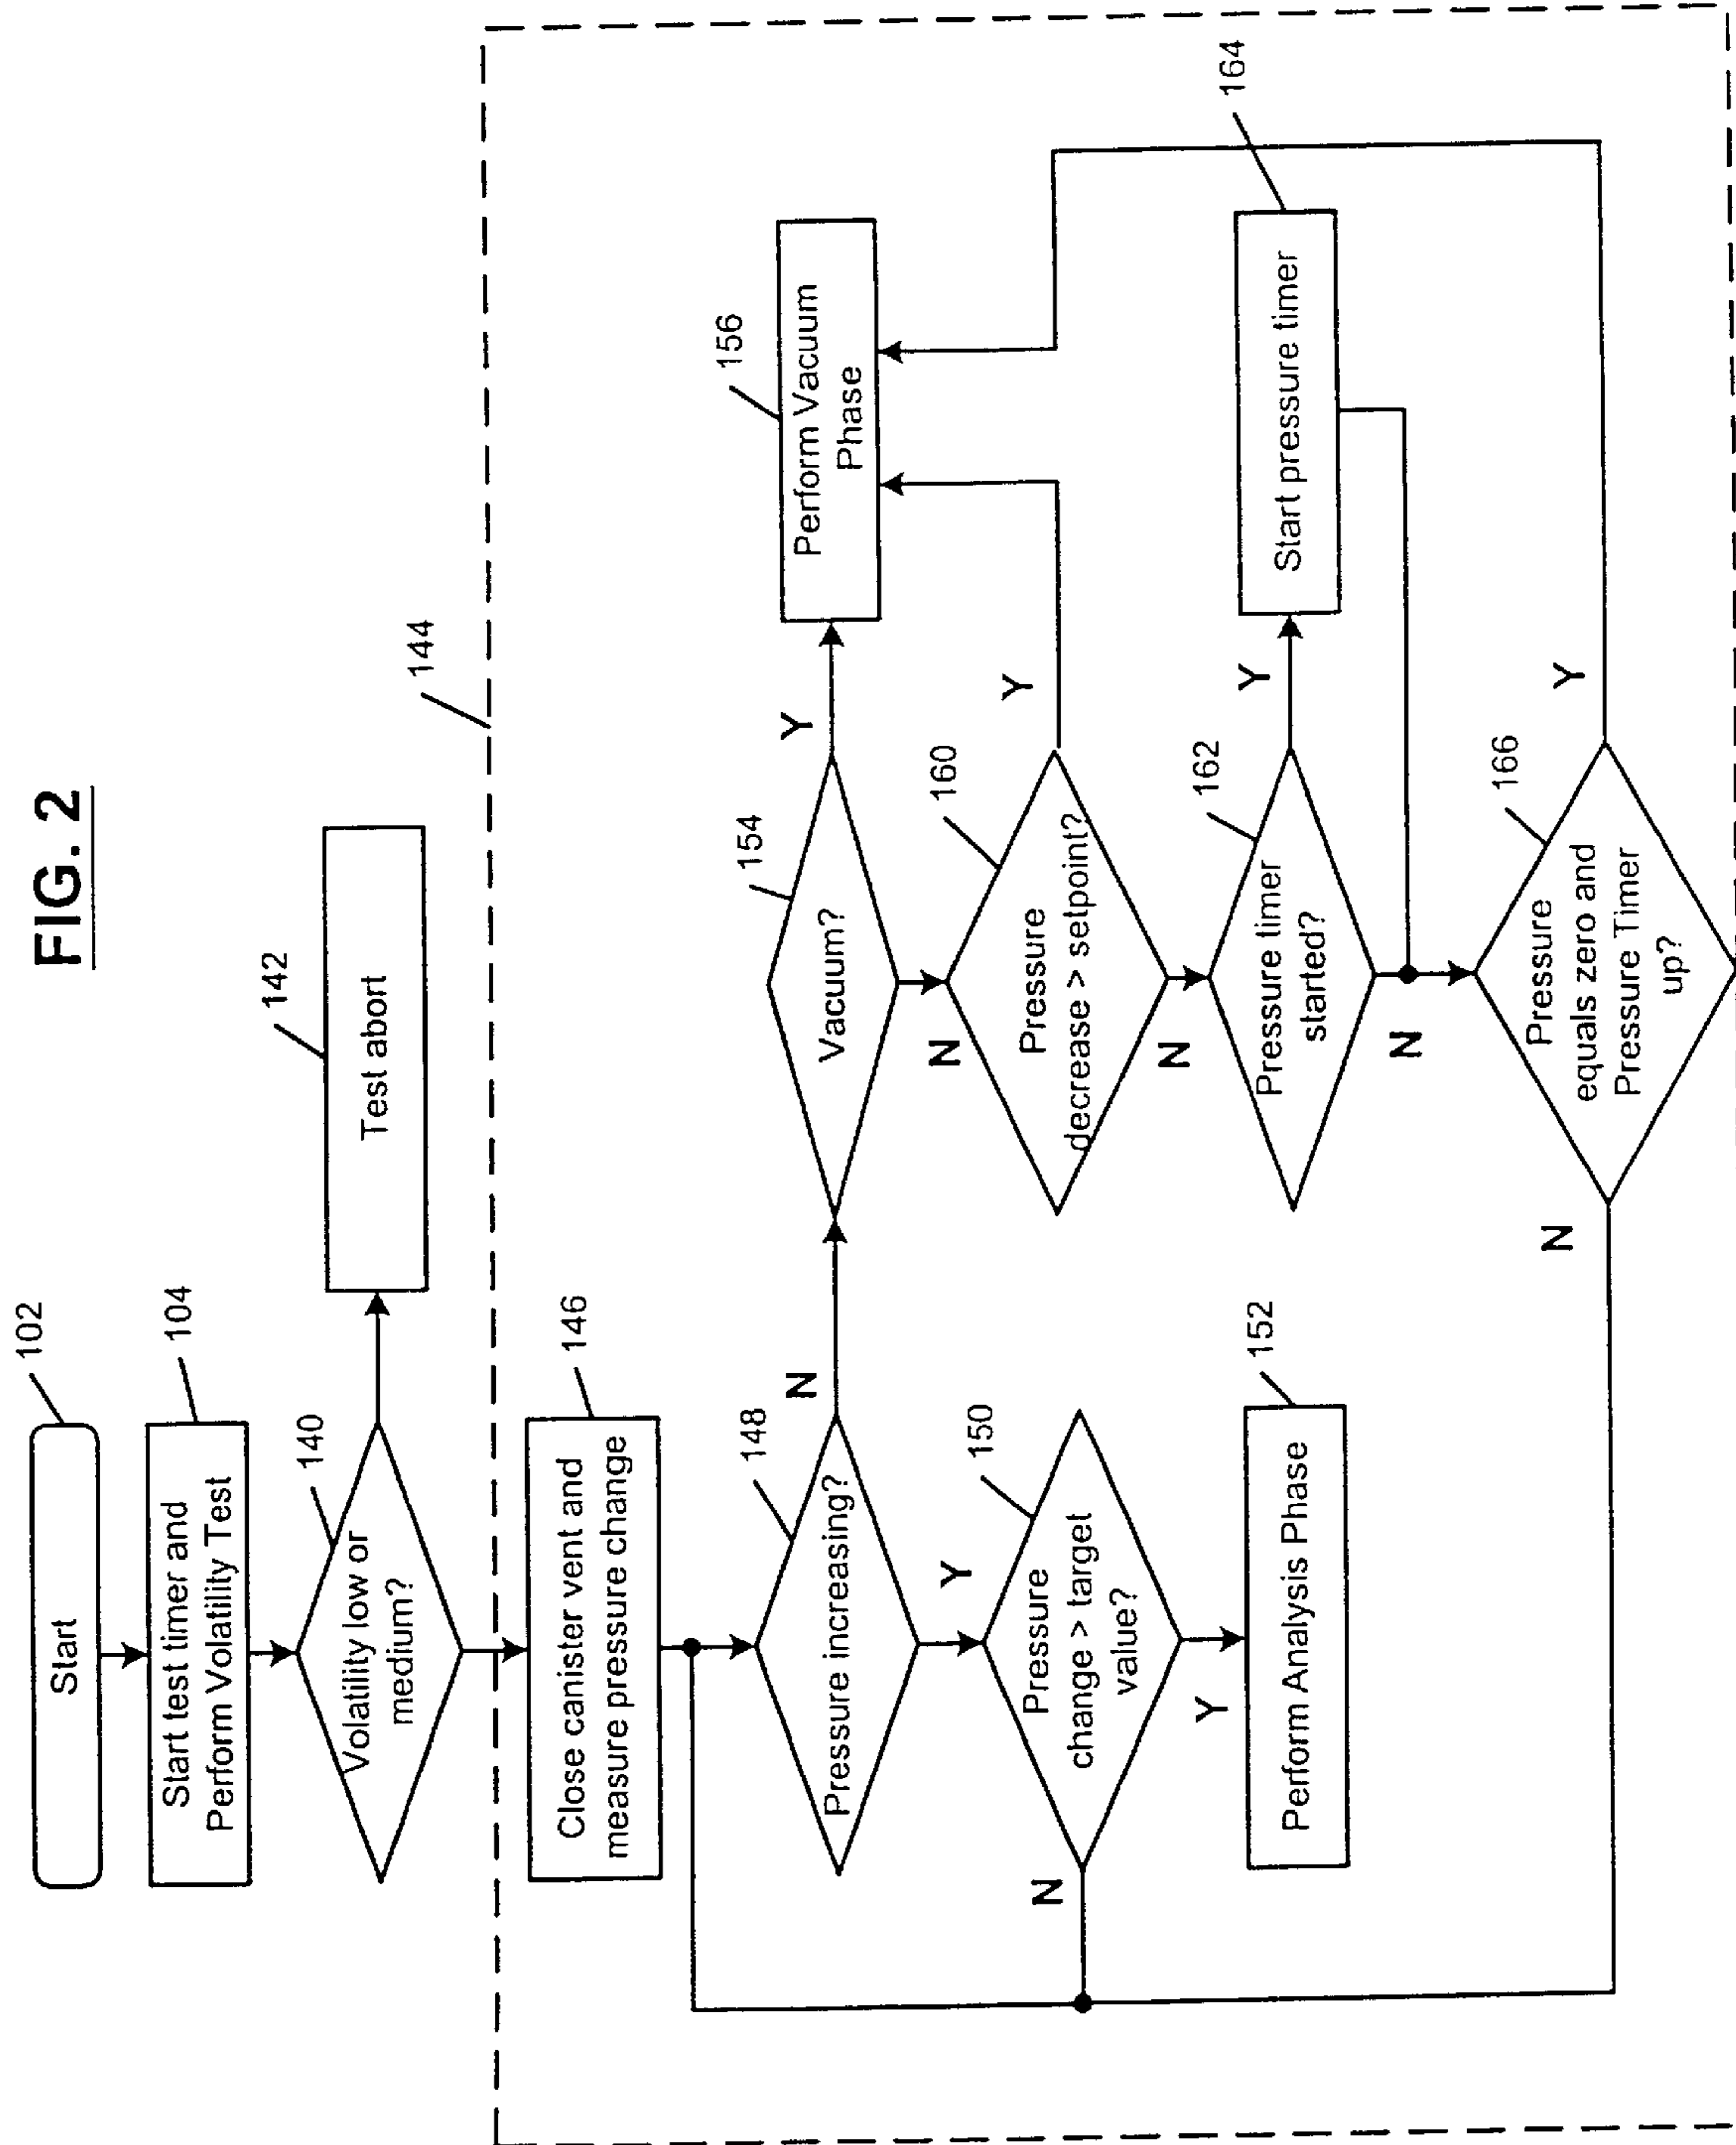 FIG. 2
Start
102
Start test timer and
Perform Volatility Test
104
Volatility low or
medium?
140
Test abort
142
144
Close canister vent and
measure pressure change
146
Pressure increasing?
148
N
Y
Vacuum?
154
Y
N
Perform Vacuum
Phase
156
Pressure
change > target
value?
150
N
Y
Pressure
decrease > setpoint?
160
Y
N
Perform Analysis Phase
152
Pressure timer
started?
162
Y
N
Start pressure timer
164
Pressure
equals zero and
Pressure Timer
up?
166
Y
N